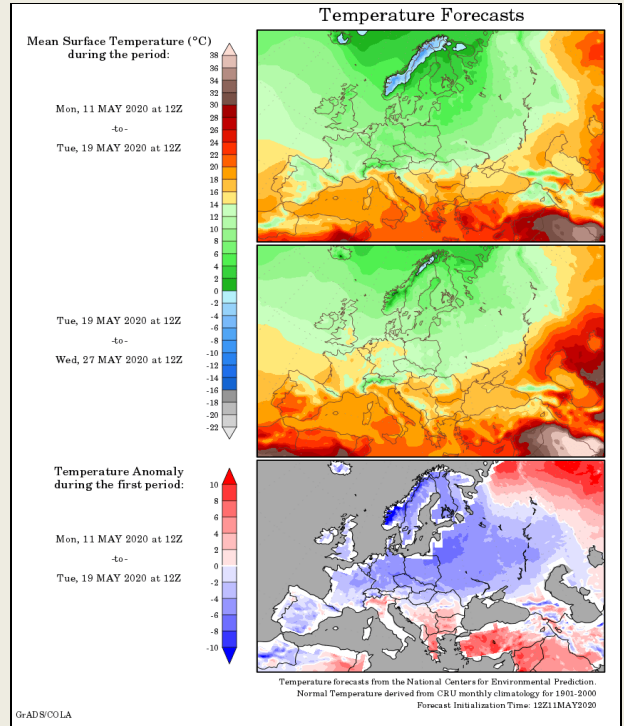 Temperature Forecasts
Mean Surface Temperature (°C)
during the period:
Mon, 11 MAY 2020 at 12Z
-to-
Tue, 19 MAY 2020 at 12Z
38
36
34
32
30
28
26
24
22
20
18
16
14
12
10
8
6
4
2
0
-2
-4
-6
-8
-10
-12
-14
-16
-18
-20
-22
Tue, 19 MAY 2020 at 12Z
-to-
Wed, 27 MAY 2020 at 12Z
Temperature Anomaly
during the first period:
Mon, 11 MAY 2020 at 12Z
-to-
Tue, 19 MAY 2020 at 12Z
10
8
6
4
2
0
-2
-4
-6
-8
-10
Temperature forecasts from the National Centers for Environmental Prediction.
Normal Temperature derived from CRU monthly climatology for 1901-2000
Forecast Initialization Time: 12Z11MAY2020
GrADS/COLA